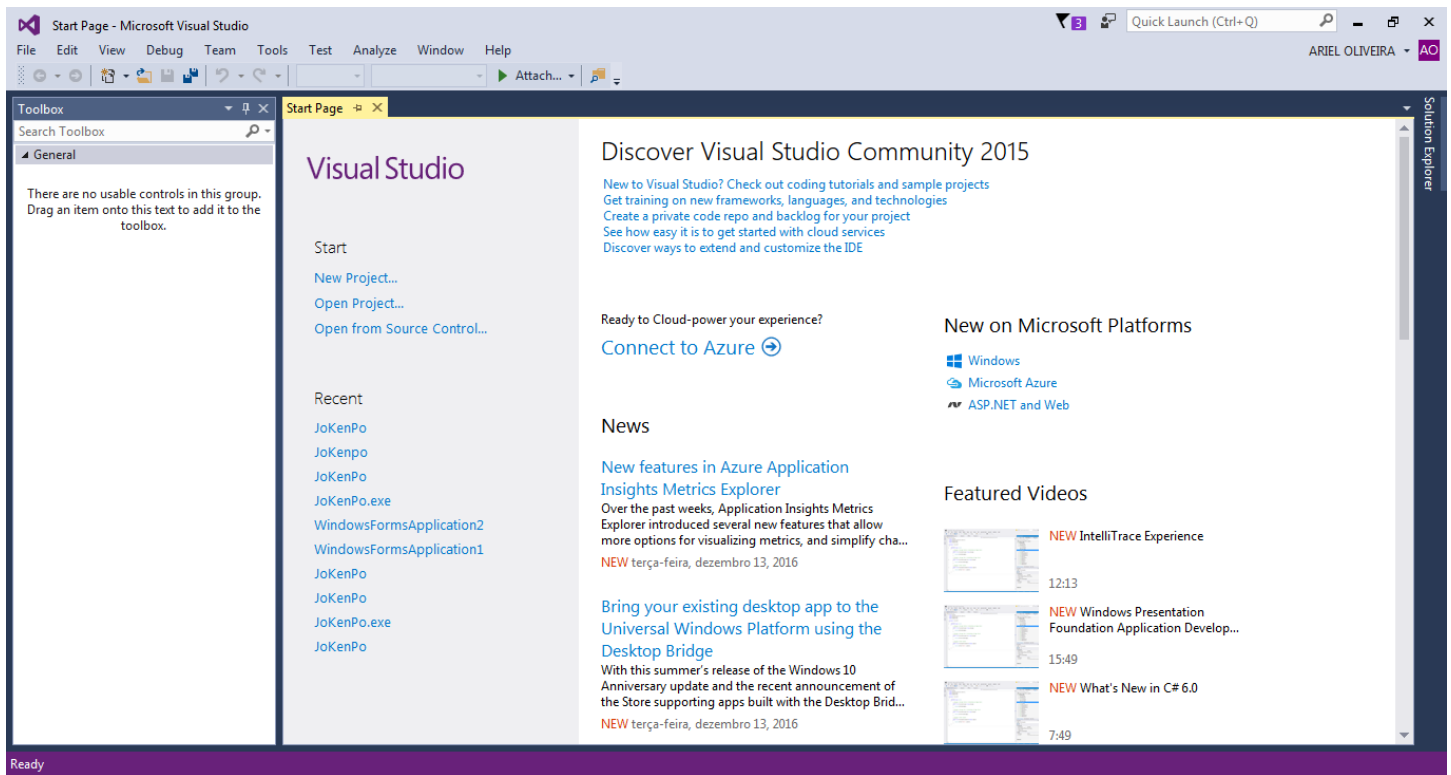 Start Page - Microsoft Visual Studio
3
Quick Launch (Ctrl+Q)
File Edit View Debug Team Tools Test Analyze Window Help
ARIEL OLIVEIRA
AO
Attach...
Toolbox
Search Toolbox
General
There are no usable controls in this group.
Drag an item onto this text to add it to the
toolbox.
Start Page
Visual Studio
Start
New Project...
Open Project...
Open from Source Control...
Recent
JoKenPo
JoKenpo
JoKenPo
JoKenPo.exe
WindowsFormsApplication2
WindowsFormsApplication1
JoKenPo
JoKenPo
JoKenPo.exe
JoKenPo
Discover Visual Studio Community 2015
New to Visual Studio? Check out coding tutorials and sample projects
Get training on new frameworks, languages, and technologies
Create a private code repo and backlog for your project
See how easy it is to get started with cloud services
Discover ways to extend and customize the IDE
Ready to Cloud-power your experience?
Connect to Azure
News
New features in Azure Application
Insights Metrics Explorer
Over the past weeks, Application Insights Metrics
Explorer introduced several new features that allow
more options for visualizing metrics, and simplify cha...
NEW terça-feira, dezembro 13, 2016
Bring your existing desktop app to the
Universal Windows Platform using the
Desktop Bridge
With this summer's release of the Windows 10
Anniversary update and the recent announcement of
the Store supporting apps built with the Desktop Brid...
NEW terça-feira, dezembro 13, 2016
New on Microsoft Platforms
Windows
Microsoft Azure
ASP.NET and Web
Featured Videos
NEW IntelliTrace Experience
12:13
NEW Windows Presentation
Foundation Application Develop...
15:49
NEW What's New in C# 6.0
7:49
Solution Explorer
Ready